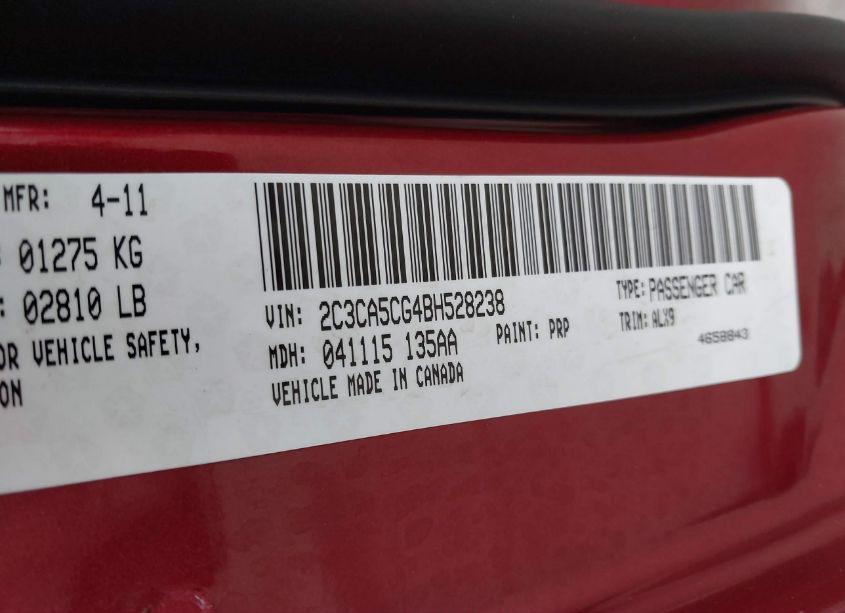 MFR: 4-11
01275 KG
02810 LB
OR VEHICLE SAFETY,
ON
VIN: 2C3CA5CG4BH528238
TYPE: PASSENGER CAR
MDH: 041115 135AA
PAINT: PRP
TRIM: ALX9
VEHICLE MADE IN CANADA
4658843